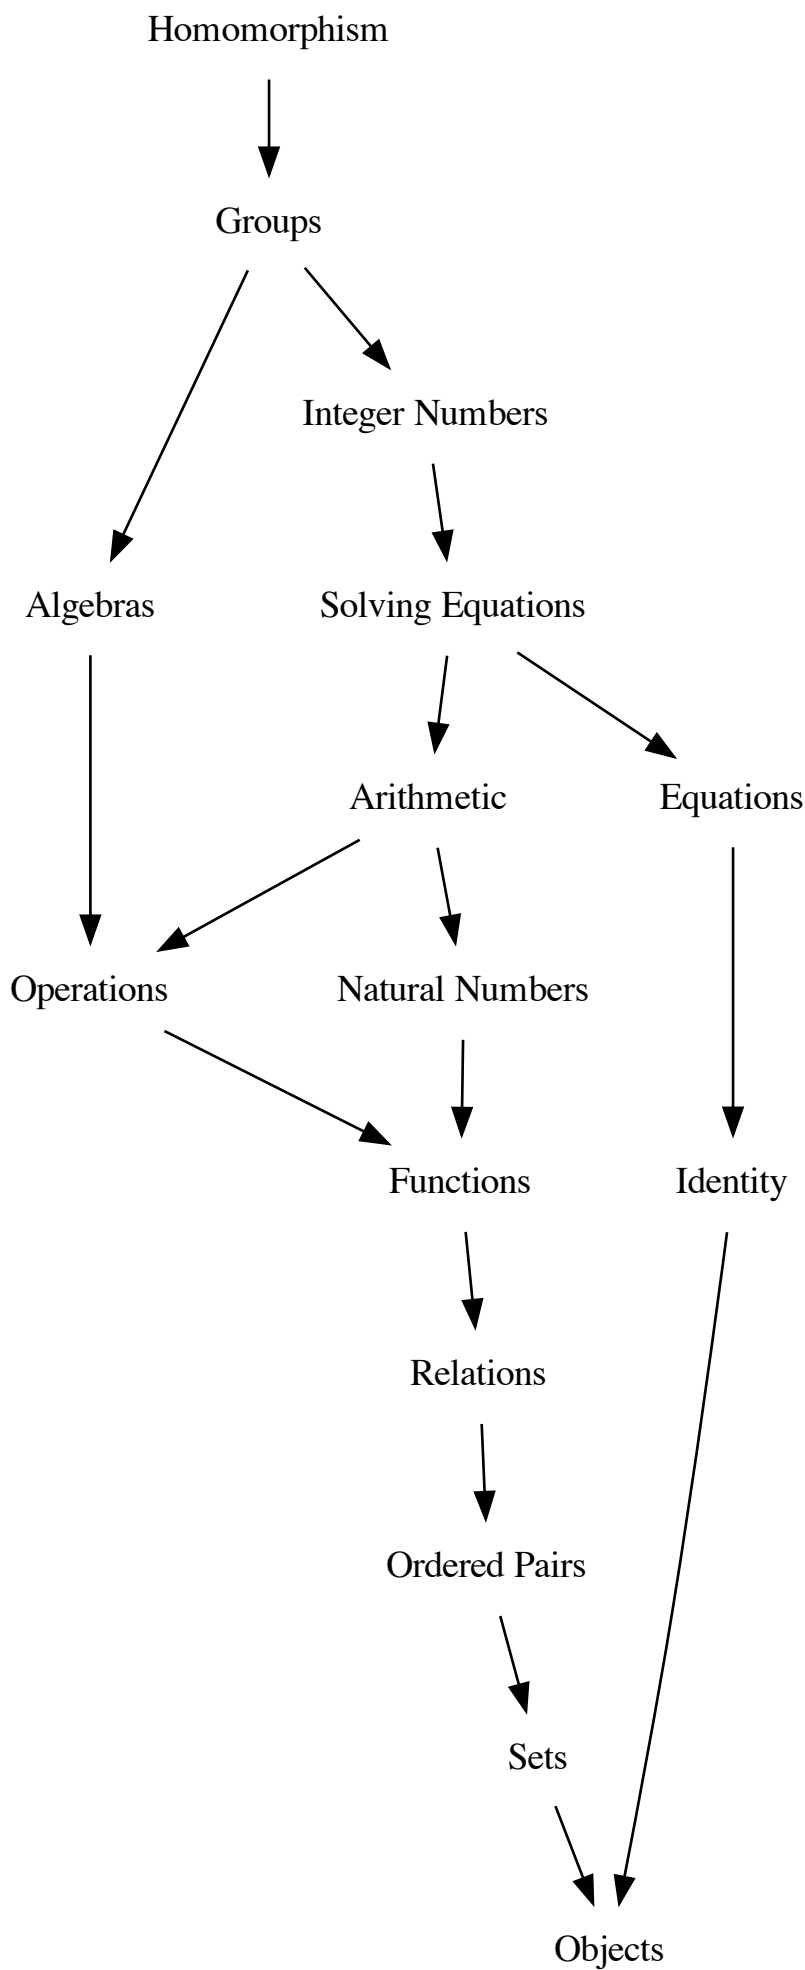 Homomorphism
Groups
Integer Numbers
Algebras
Solving Equations
Arithmetic
Equations
Operations
Natural Numbers
Functions
Identity
Relations
Ordered Pairs
Sets
Objects